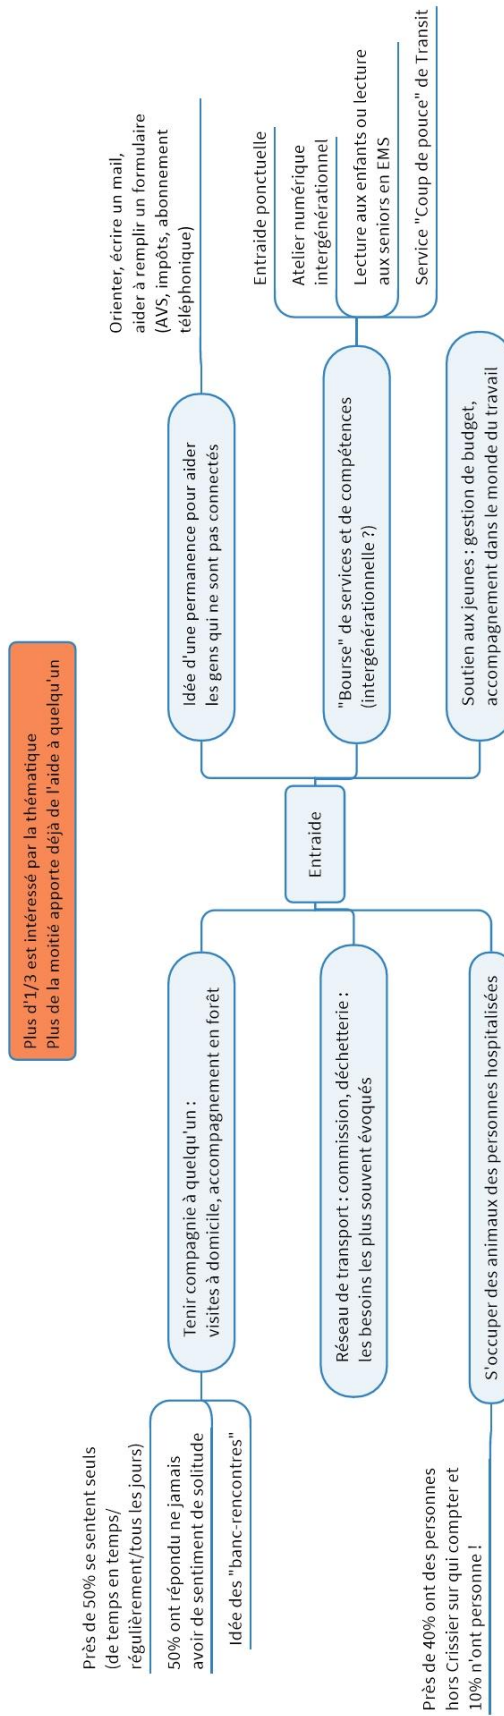 Plus d'1/3 est intéressé par la thématique
Plus de la moitié apporte déjà de l'aide à quelqu'un
Entraide
Tenir compagnie à quelqu'un :
visites à domicile, accompagnement en forêt
Près de 50% se sentent seuls
(de temps en temps/
régulièrement/tous les jours)
50% ont répondu ne jamais
avoir de sentiment de solitude
Idée des "banc-rencontres"
Réseau de transport : commission, déchetterie :
les besoins les plus souvent évoqués
S'occuper des animaux des personnes hospitalisées
Près de 40% ont des personnes
hors Crissier sur qui compter et
10% n'ont personne !
Idée d'une permanence pour aider
les gens qui ne sont pas connectés
Orienter, écrire un mail,
aider à remplir un formulaire
(AVS, impôts, abonnement
téléphonique)
"Bourse" de services et de compétences
(intergénérationnelle ?)
Entraide ponctuelle
Atelier numérique
intergénérationnel
Lecture aux enfants ou lecture
aux seniors en EMS
Service "Coup de pouce" de Transit
Soutien aux jeunes : gestion de budget,
accompagnement dans le monde du travail